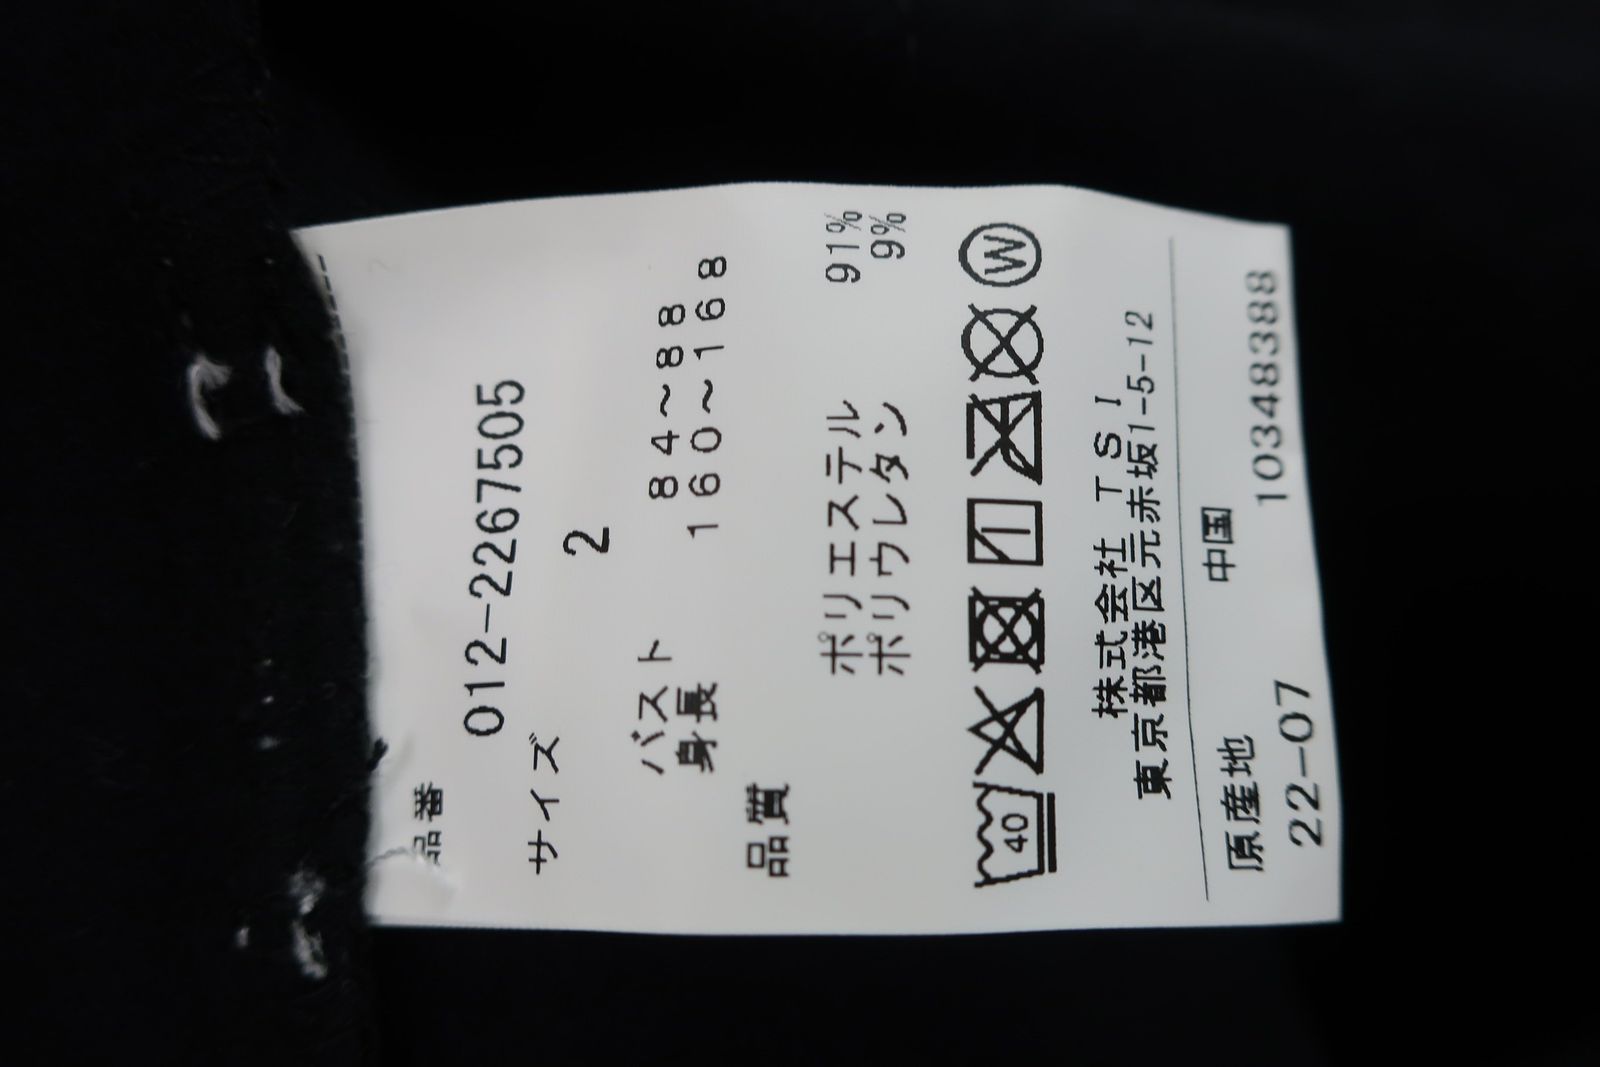 品番
012-2267505
サイズ 2
バスト 84～88
身長 160～168
品質
ポリエステル 91%
ポリウレタン 9%
40 W
株式会社 TSI
東京都港区元赤坂1-5-12
原産地 中国
22-07 10348388